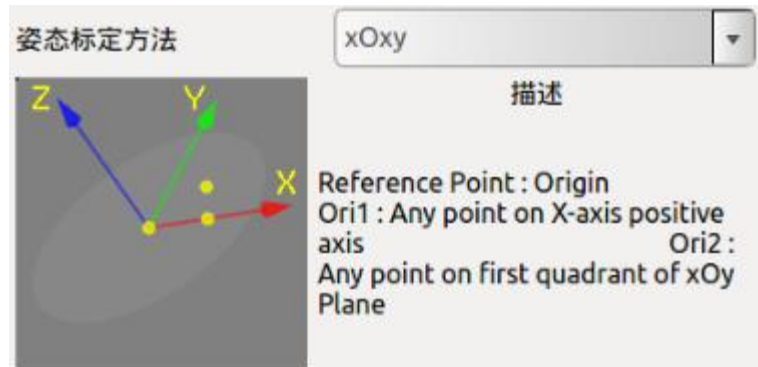 姿态标定方法
xOxy
描述
Z
Y
X
Reference Point : Origin
Ori1 : Any point on X-axis positive
axis Ori2 :
Any point on first quadrant of xOy
Plane